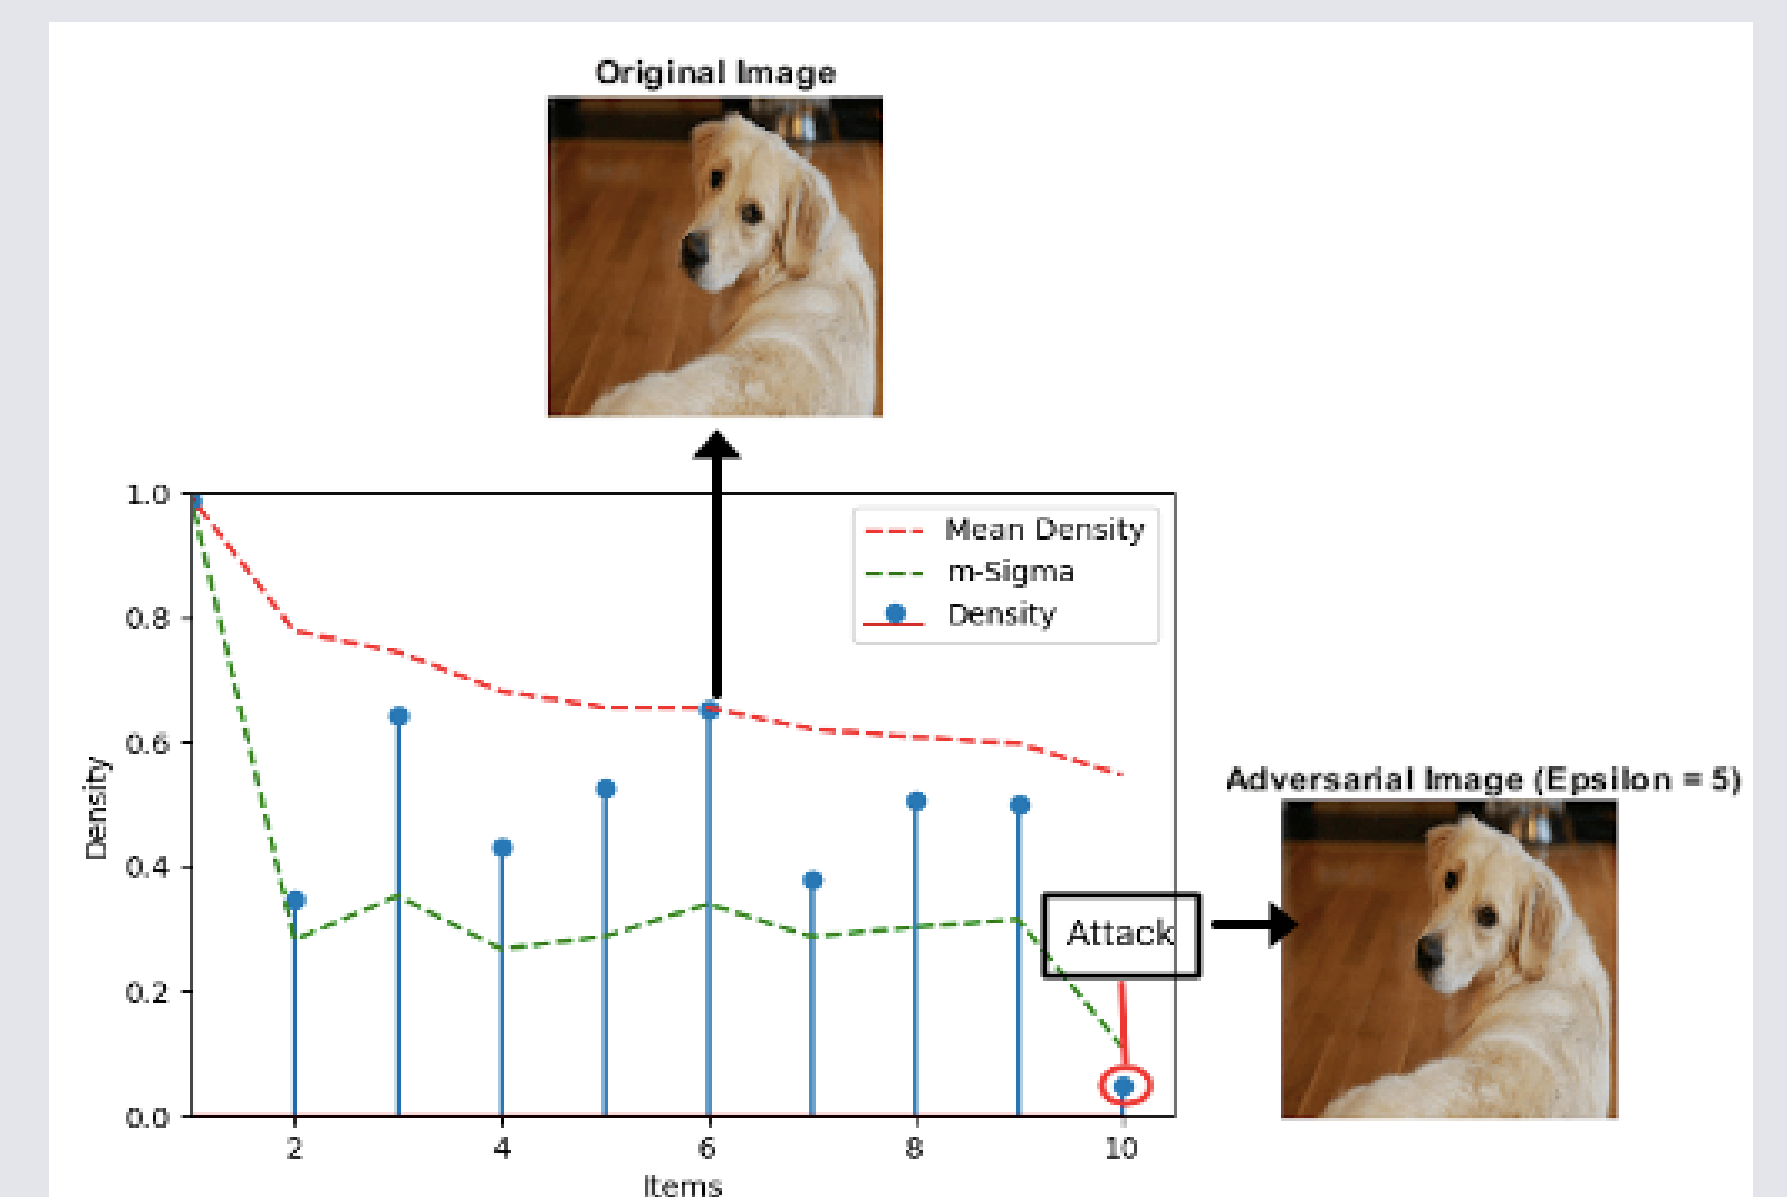 Original Image
1.0
0.8
0.6
0.4
0.2
0.0
Density
Mean Density
m-Sigma
Density
Attack
Adversarial Image (Epsilon = 5)
2 4 6 8 10
Items